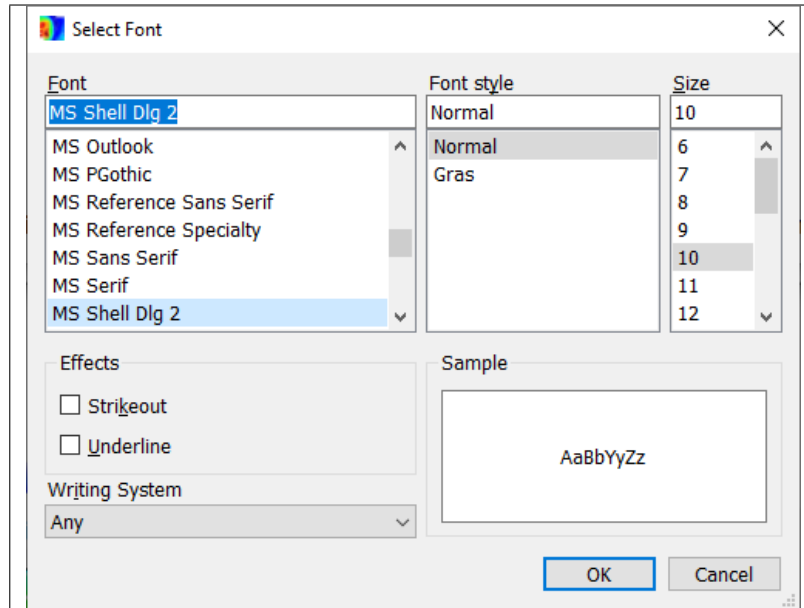 Select Font
Font
Font style
Size
MS Shell Dlg 2
Normal
10
MS Outlook
MS PGothic
MS Reference Sans Serif
MS Reference Specialty
MS Sans Serif
MS Serif
MS Shell Dlg 2
Normal
Gras
6
7
8
9
10
11
12
Effects
Strikeout
Underline
Sample
AaBbYyZz
Writing System
Any
OK
Cancel